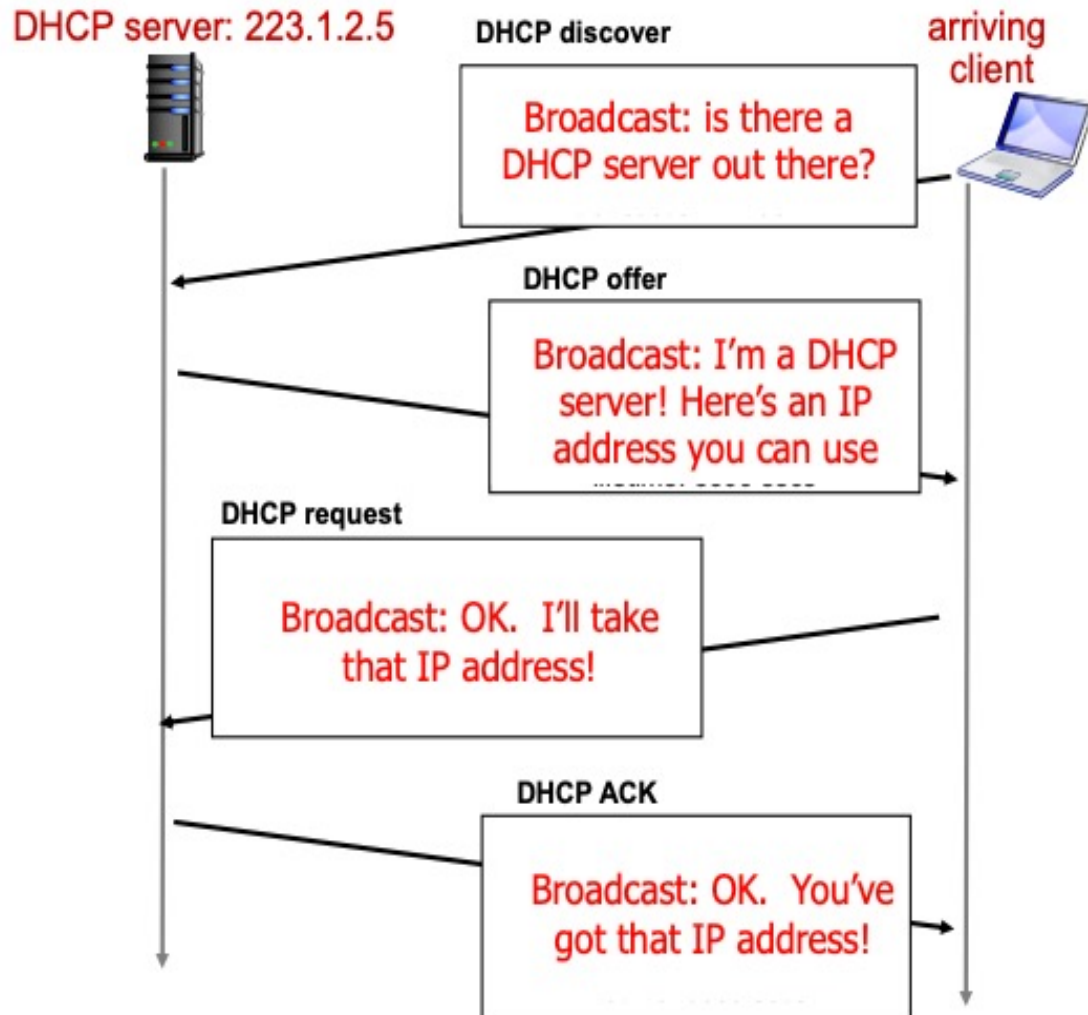 DHCP server: 223.1.2.5
DHCP discover
arriving
client
Broadcast: is there a
DHCP server out there?
DHCP offer
Broadcast: I'm a DHCP
server! Here's an IP
address you can use
DHCP request
Broadcast: OK.  I'll take
that IP address!
DHCP ACK
Broadcast: OK.  You've
got that IP address!